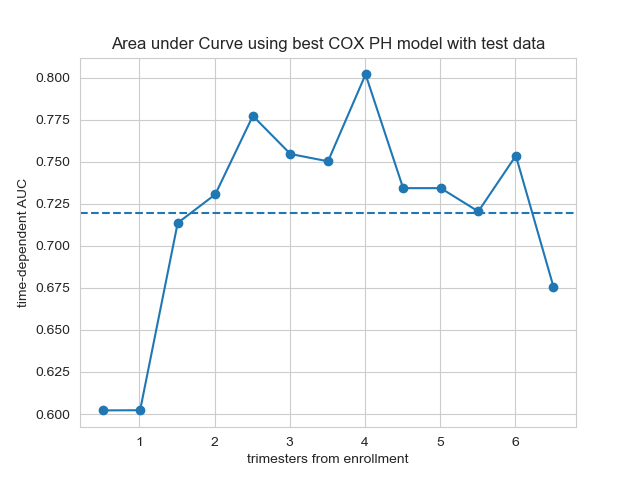 Area under Curve using best COX PH model with test data
0.800
0.775
0.750
0.725
0.700
0.675
0.650
0.625
0.600
time-dependent AUC
1 2 3 4 5 6
trimesters from enrollment